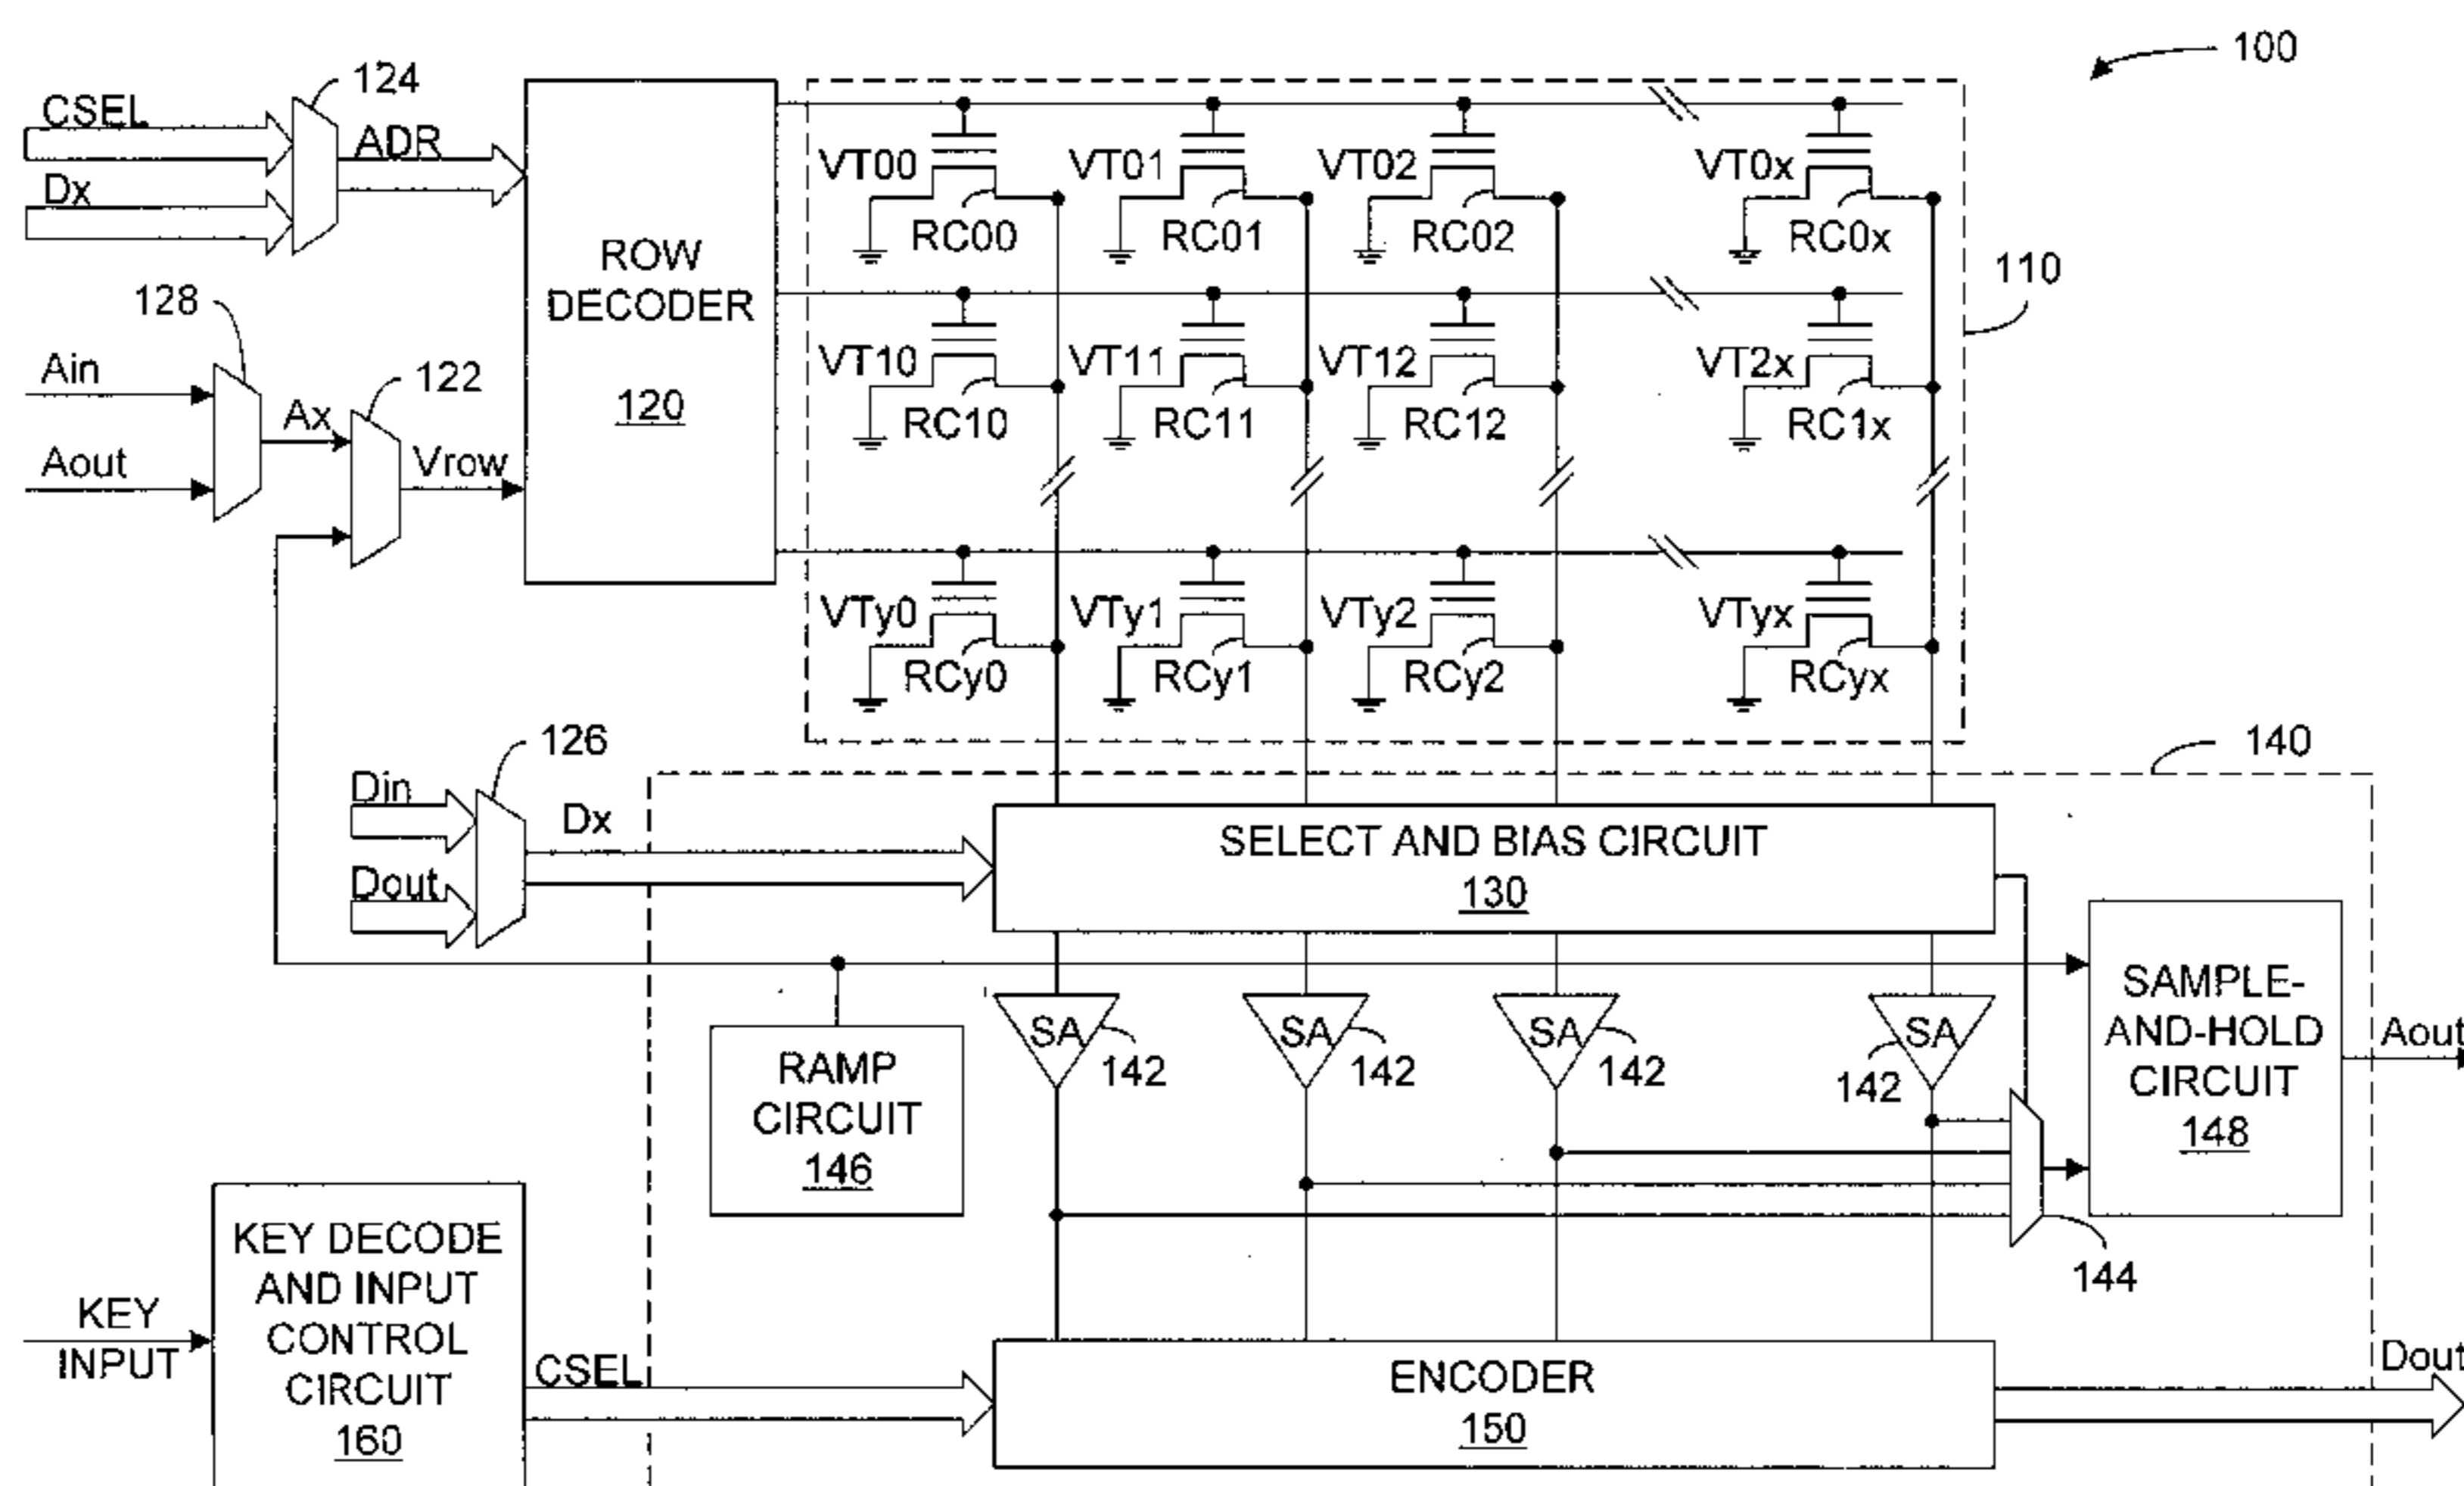 100
124
CSEL
ADR
Dx
VT00 VT01 VT02 VT0x
RC00 RC01 RC02 RC0x
ROW
DECODER
120
110
128
122
Ain
Ax
Aout
Vrow
VT10 VT11 VT12 VT2x
RC10 RC11 RC12 RC1x
VTy0 VTy1 VTy2 VTyx
RCy0 RCy1 RCy2 RCyx
126
140
Din
Dx
Dout
SELECT AND BIAS CIRCUIT
130
SA SA SA SA
142 142 142 142
SAMPLE-
AND-HOLD
CIRCUIT
148
Aout
RAMP
CIRCUIT
146
144
KEY
INPUT
KEY DECODE
AND INPUT
CONTROL
CIRCUIT
160
CSEL
ENCODER
150
Dout